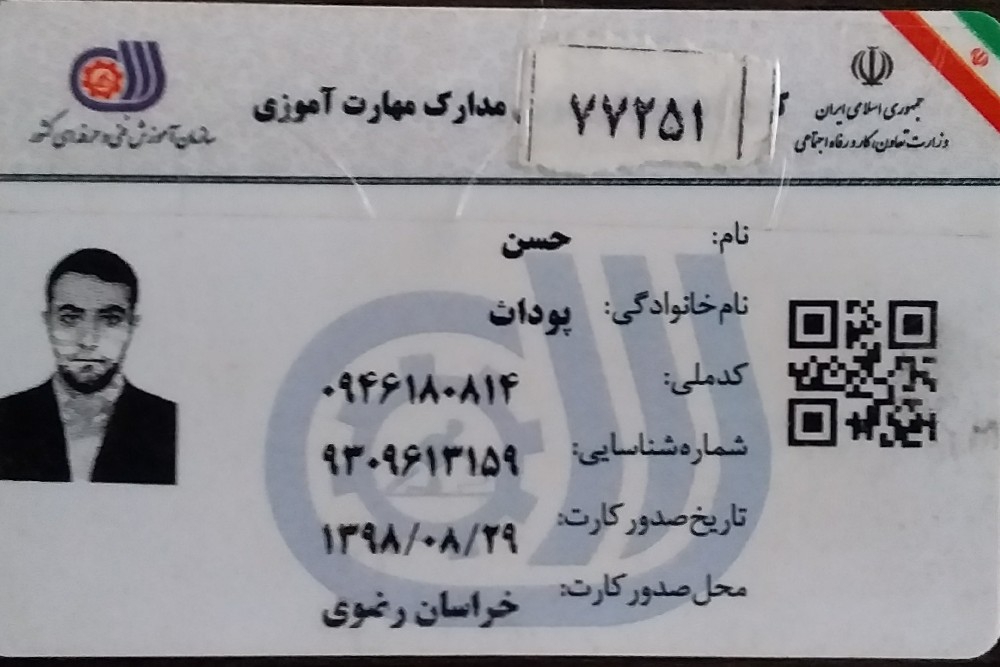 جمهوری اسلامی ایران
وزارت تعاون، کار و رفاه اجتماعی
۷۷۲۵۱
مدارک مهارت آموزی
سازمان آموزش فنی و حرفه‌ای کشور
نام: حسن
نام خانوادگی: پوداث
کدملی: ۰۹۴۶۱۸۰۸۱۴
شماره شناسایی: ۹۳۰۹۶۱۳۱۵۹
تاریخ صدور کارت: ۱۳۹۸/۰۸/۲۹
محل صدور کارت: خراسان رضوی